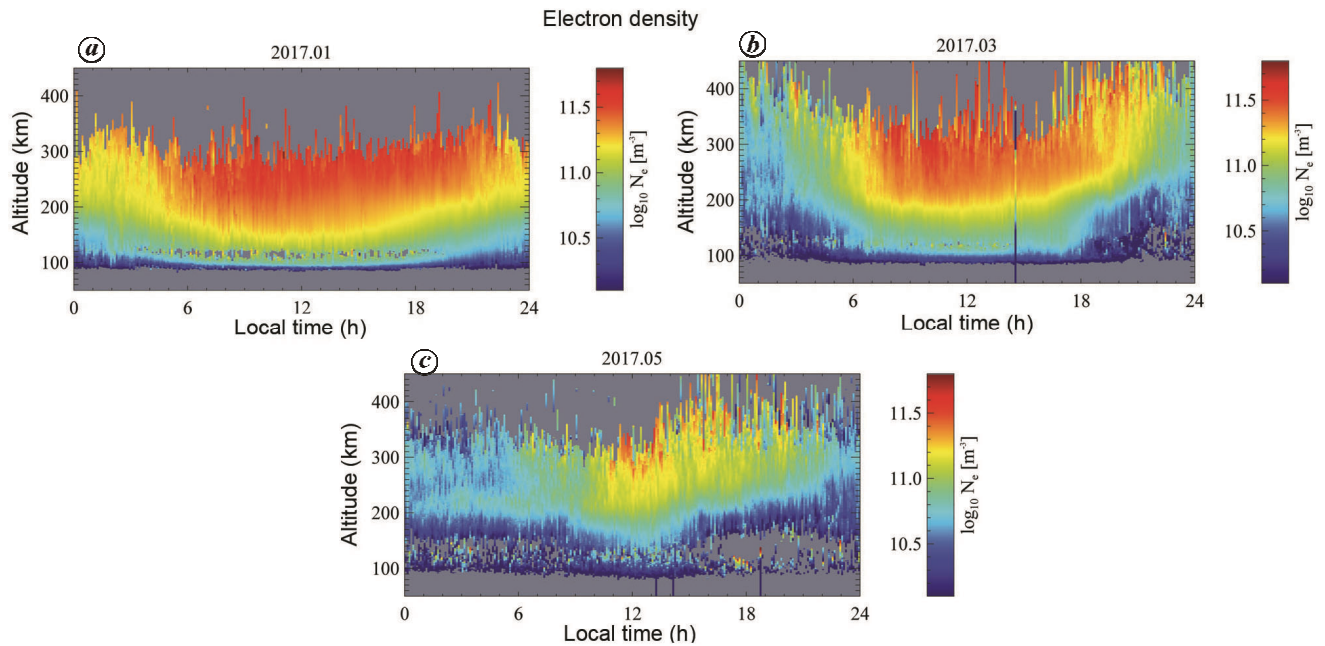 Electron density
a
2017.01
400
300
200
100
Altitude (km)
0 6 12 18 24
Local time (h)
11.5
11.0
10.5
log10 Ne [m-3]
b
2017.03
400
300
200
100
Altitude (km)
0 6 12 18 24
Local time (h)
11.5
11.0
10.5
log10 Ne [m-3]
c
2017.05
400
300
200
100
Altitude (km)
0 6 12 18 24
Local time (h)
11.5
11.0
10.5
log10 Ne [m-3]